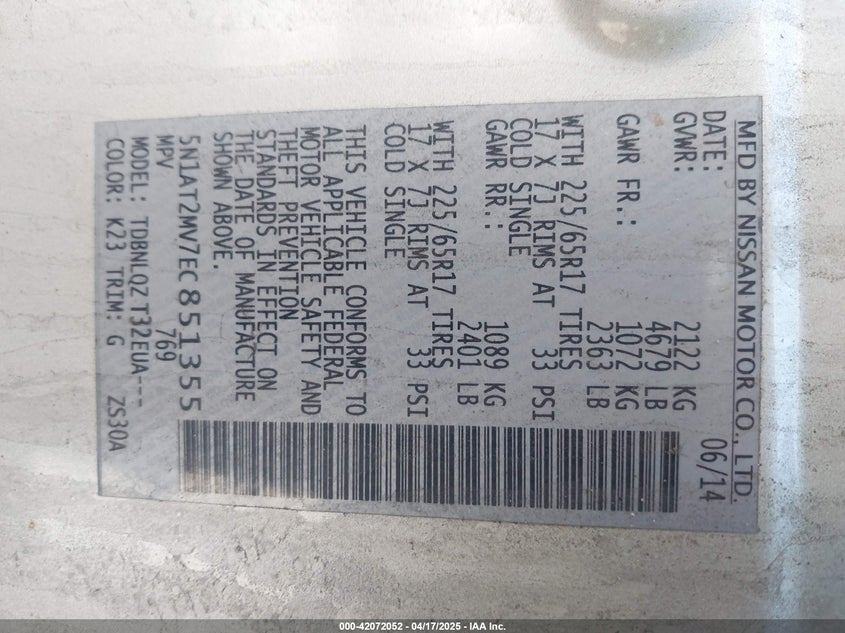 MFD BY NISSAN MOTOR CO., LTD.
DATE: 06/14
GVWR: 2122 KG
4679 LB
GAWR FR.: 1072 KG
2363 LB
WITH 225/65R17 TIRES
17 X 7J RIMS AT 33 PSI
COLD SINGLE
GAWR RR.: 1089 KG
2401 LB
WITH 225/65R17 TIRES
17 X 7J RIMS AT 33 PSI
COLD SINGLE
THIS VEHICLE CONFORMS TO
ALL APPLICABLE FEDERAL
MOTOR VEHICLE SAFETY AND
THEFT PREVENTION
STANDARDS IN EFFECT ON
THE DATE OF MANUFACTURE
SHOWN ABOVE.
5N1AT2MV7EC851355
MPV 769
MODEL: TDBNLQZ T32EUA---
COLOR: K23 TRIM: G ZS30A
000-42072052 - 04/17/2025 - IAA Inc.